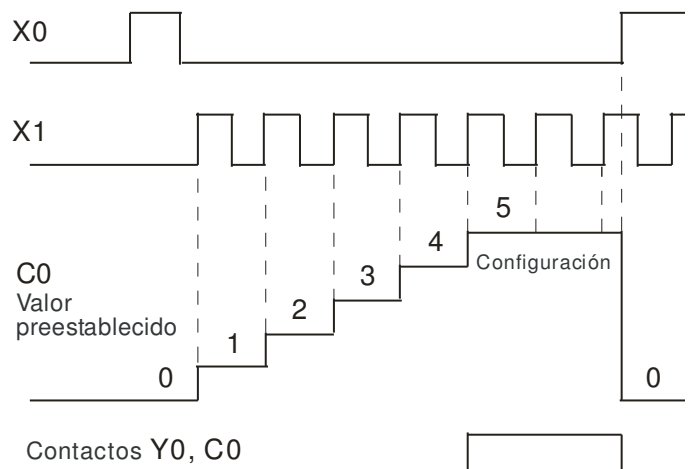 X0
X1
5
4
Configuración
C0
3
Valor
preestablecido
2
1
0
0
Contactos Y0, C0